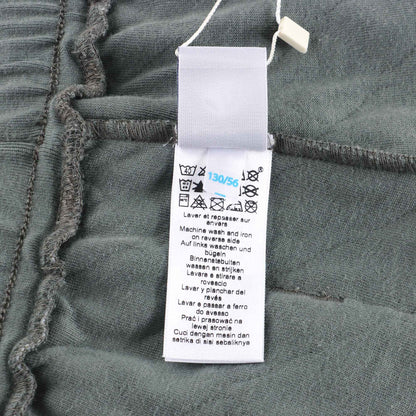 130/56
Laver et repasser sur
envers
Machine wash and iron
on reverse side
Auf links waschen und
bügeln
Binnenstebuiten
wassen en strijken
Lavare e stirare a
rovescio
Lavar y planchar del
revés
Lavar e passar a ferro
do avesso
Prać i prasować na
lewej stronie
Cuci dengan mesin dan
setrika di sisi sebaliknya